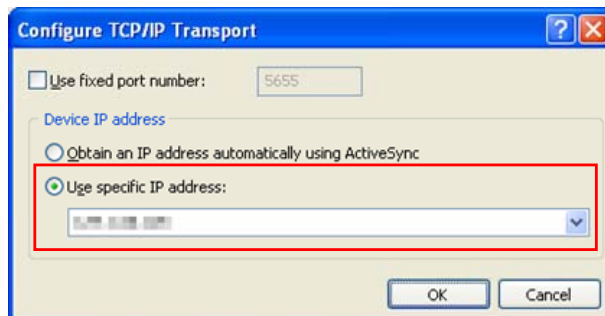 Configure TCP/IP Transport
Use fixed port number: 5655
Device IP address
Obtain an IP address automatically using ActiveSync
Use specific IP address:
OK Cancel